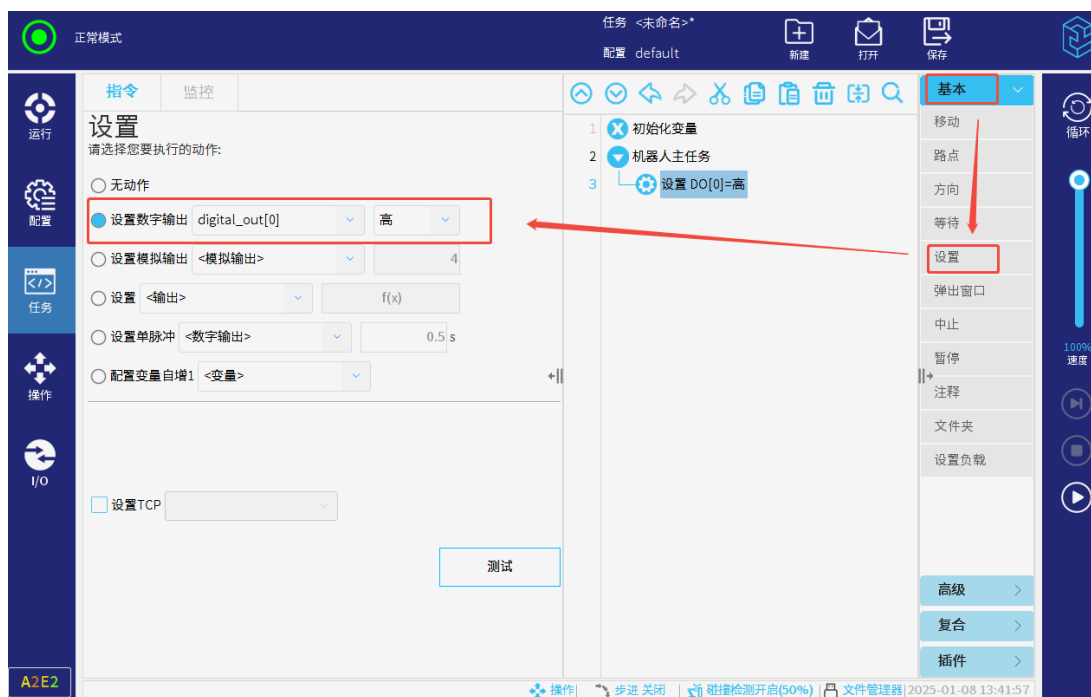 正常模式
任务 <未命名>*
配置 default
新建
打开
保存
运行
配置
任务
操作
I/O
A2E2
指令
监控
设置
请选择您要执行的动作:
无动作
设置数字输出 digital_out[0] 高
设置模拟输出 <模拟输出> 4
设置 <输出> f(x)
设置单脉冲 <数字输出> 0.5 s
配置变量自增1 <变量>
设置TCP
测试
1 初始化变量
2 机器人主任务
3 设置 DO[0]=高
基本
移动
路点
方向
等待
设置
弹出窗口
中止
暂停
注释
文件夹
设置负载
高级
复合
插件
循环
100%
速度
操作 步进 关闭 碰撞检测开启(50%) 文件管理器 2025-01-08 13:41:57